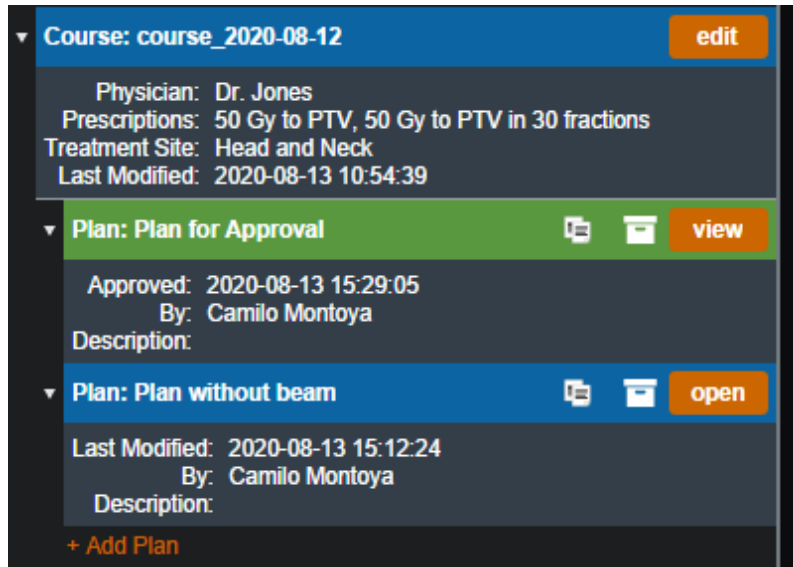 Course: course_2020-08-12 edit
Physician: Dr. Jones
Prescriptions: 50 Gy to PTV, 50 Gy to PTV in 30 fractions
Treatment Site: Head and Neck
Last Modified: 2020-08-13 10:54:39
Plan: Plan for Approval view
Approved: 2020-08-13 15:29:05
By: Camilo Montoya
Description:
Plan: Plan without beam open
Last Modified: 2020-08-13 15:12:24
By: Camilo Montoya
Description:
+ Add Plan